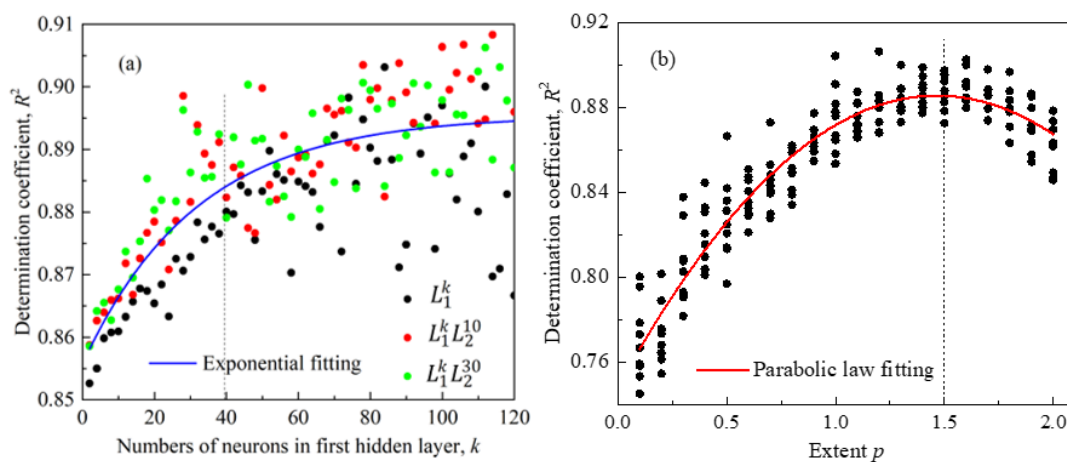 0.91
0.90
0.89
0.88
0.87
0.86
0.85
Determination coefficient, R²
(a)
L₁ᵏ
L₁ᵏL₂¹⁰
L₁ᵏL₂³⁰
Exponential fitting
0 20 40 60 80 100 120
Numbers of neurons in first hidden layer, k
0.92
0.88
0.84
0.80
0.76
Determination coefficient, R²
(b)
Parabolic law fitting
0.0 0.5 1.0 1.5 2.0
Extent p